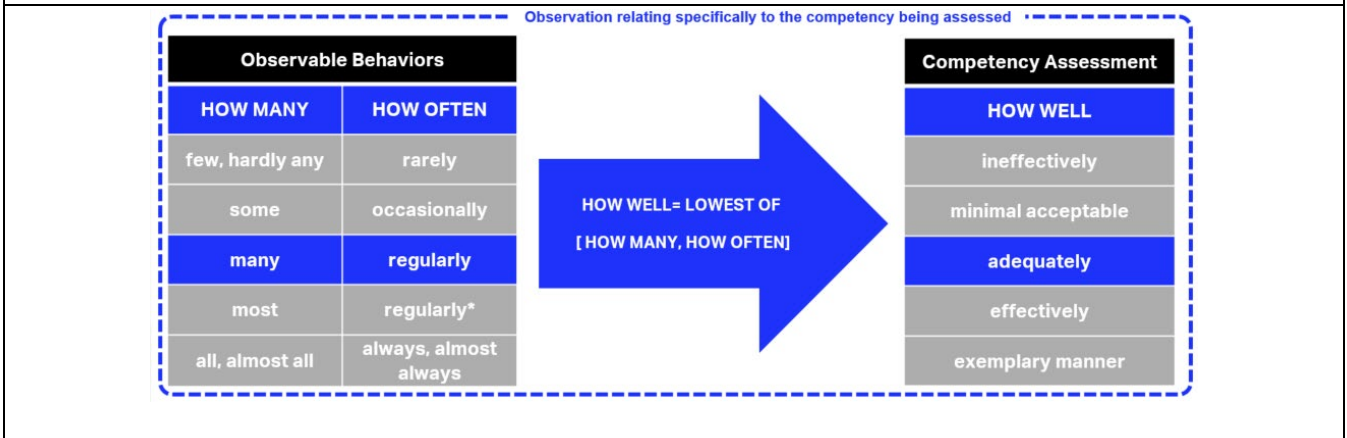 Observation relating specifically to the competency being assessed
Observable Behaviors
HOW MANY HOW OFTEN
few, hardly any rarely
some occasionally
many regularly
most regularly*
all, almost all always, almost
always
HOW WELL= LOWEST OF
[ HOW MANY, HOW OFTEN]
Competency Assessment
HOW WELL
ineffectively
minimal acceptable
adequately
effectively
exemplary manner